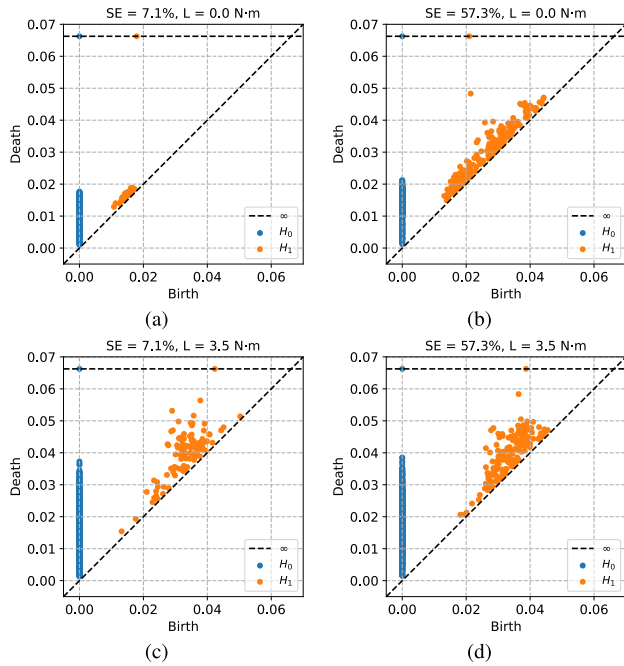 SE = 7.1%, L = 0.0 N·m
0.07
0.06
0.05
0.04
0.03
0.02
0.01
0.00
Death
0.00 0.02 0.04 0.06
Birth
∞
H₀
H₁
(a)
SE = 57.3%, L = 0.0 N·m
0.07
0.06
0.05
0.04
0.03
0.02
0.01
0.00
Death
0.00 0.02 0.04 0.06
Birth
∞
H₀
H₁
(b)
SE = 7.1%, L = 3.5 N·m
0.07
0.06
0.05
0.04
0.03
0.02
0.01
0.00
Death
0.00 0.02 0.04 0.06
Birth
∞
H₀
H₁
(c)
SE = 57.3%, L = 3.5 N·m
0.07
0.06
0.05
0.04
0.03
0.02
0.01
0.00
Death
0.00 0.02 0.04 0.06
Birth
∞
H₀
H₁
(d)